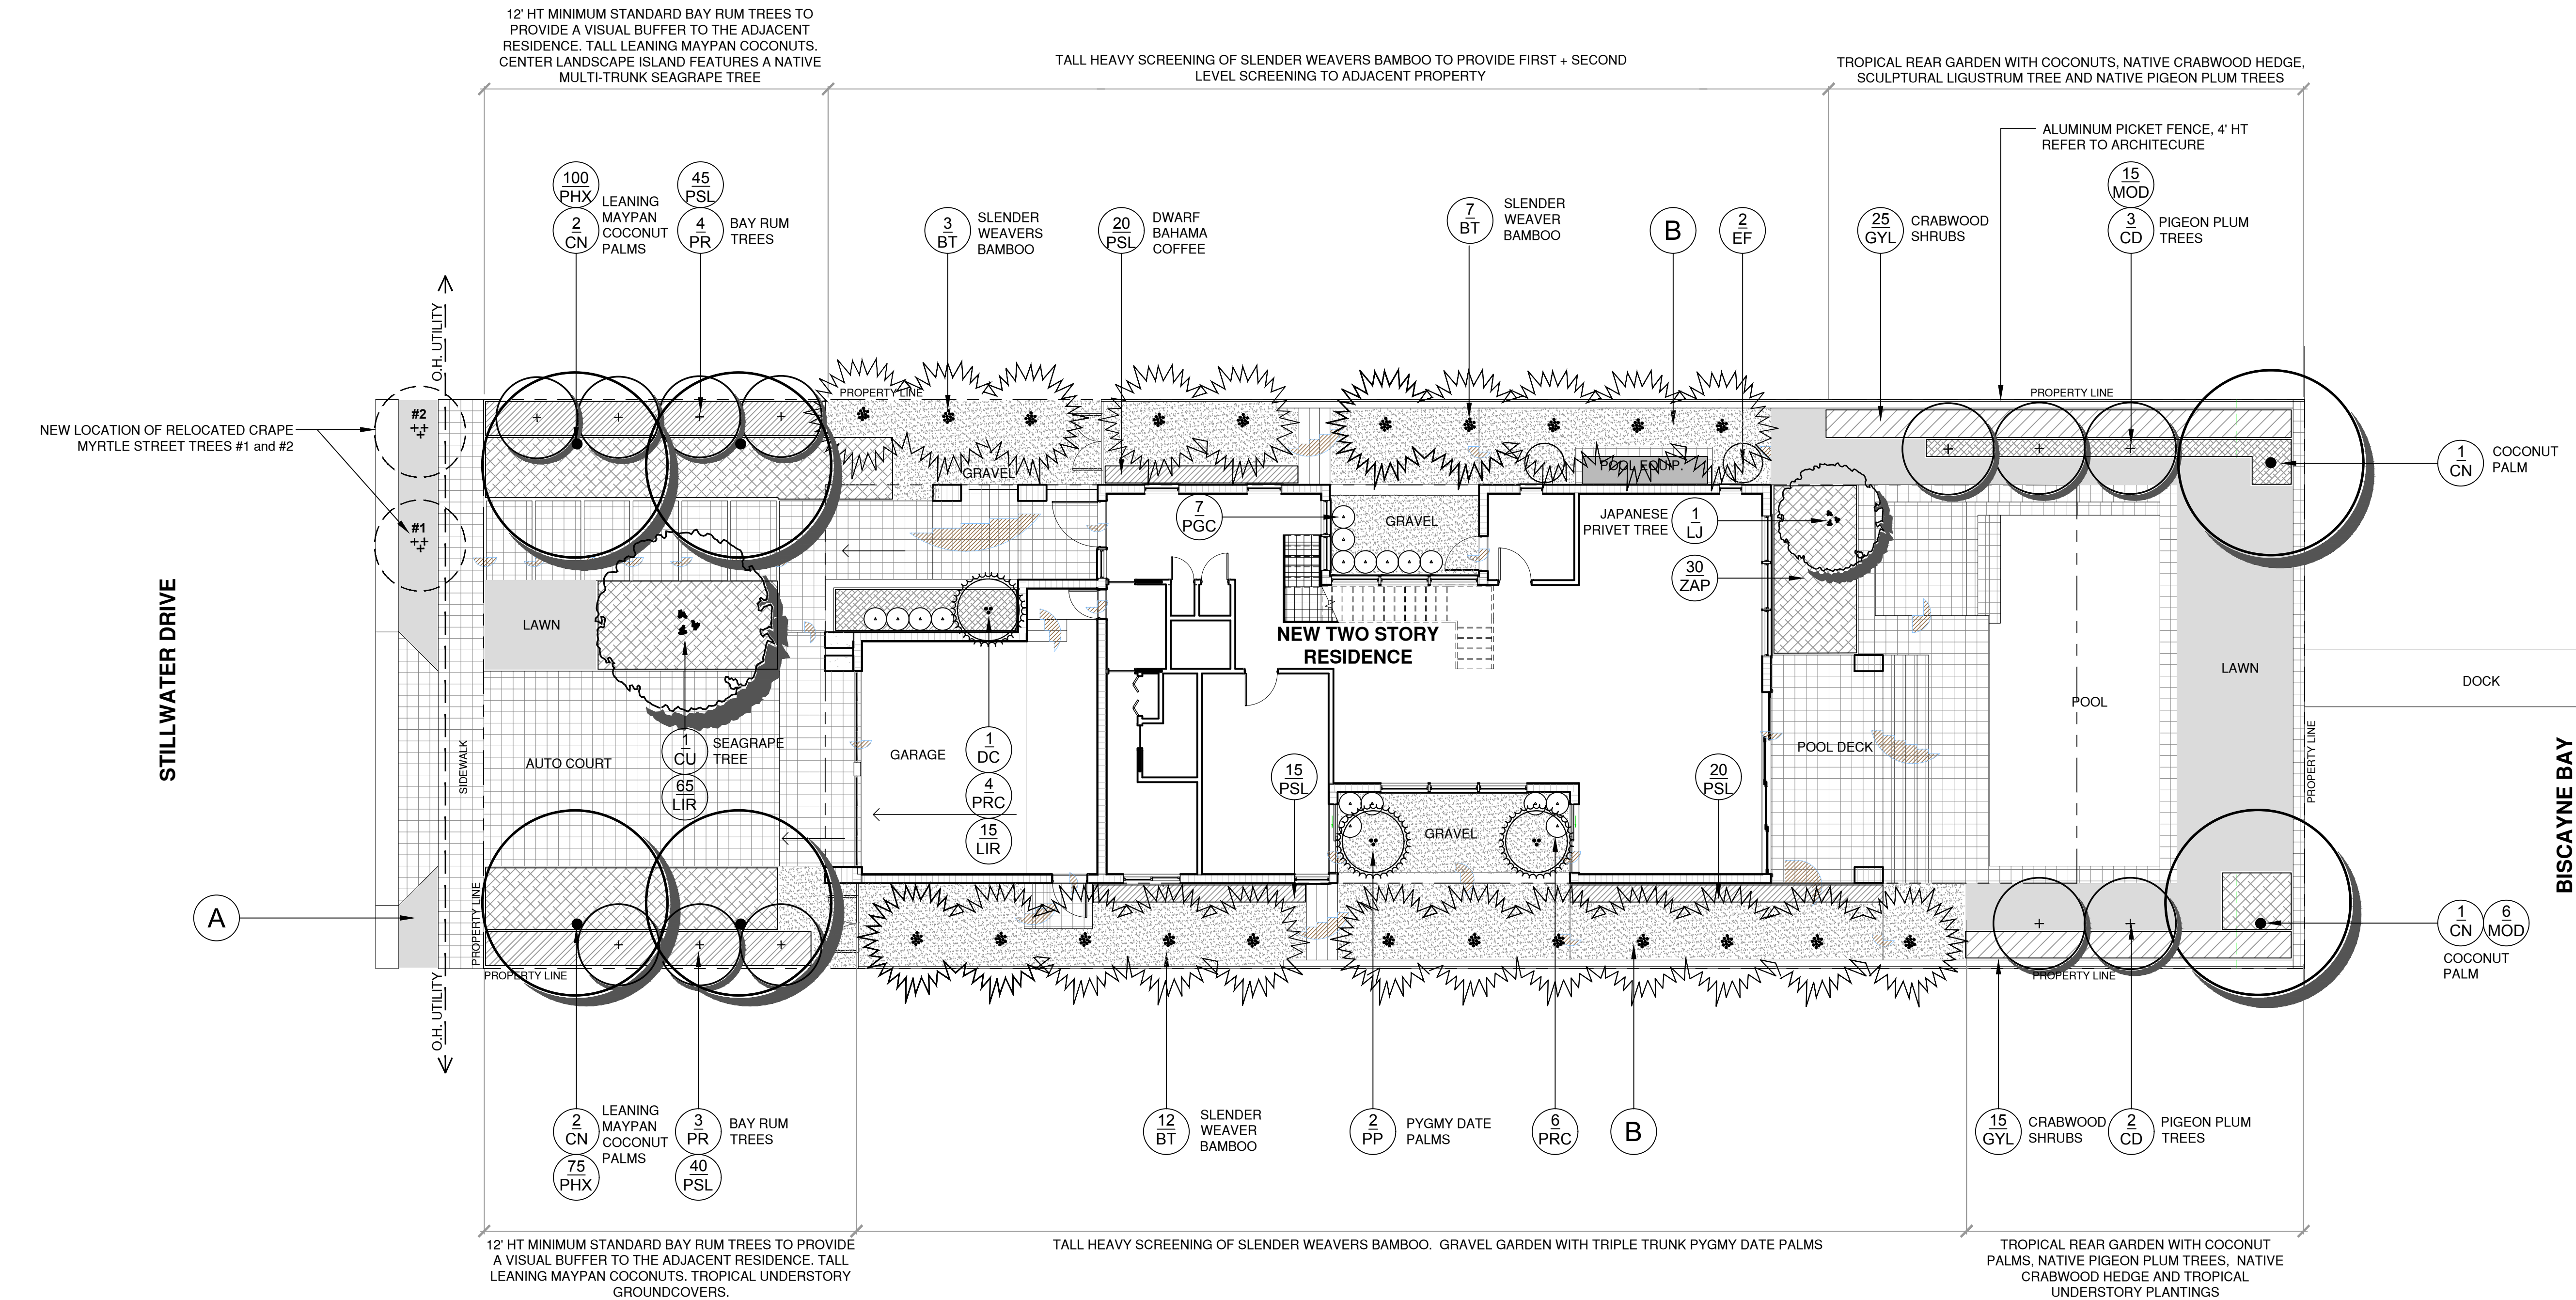 12' HT MINIMUM STANDARD BAY RUM TREES TO
PROVIDE A VISUAL BUFFER TO THE ADJACENT
RESIDENCE. TALL LEANING MAYPAN COCONUTS.
CENTER LANDSCAPE ISLAND FEATURES A NATIVE
MULTI-TRUNK SEAGRAPE TREE
TALL HEAVY SCREENING OF SLENDER WEAVERS BAMBOO TO PROVIDE FIRST + SECOND
LEVEL SCREENING TO ADJACENT PROPERTY
TROPICAL REAR GARDEN WITH COCONUTS, NATIVE CRABWOOD HEDGE,
SCULPTURAL LIGUSTRUM TREE AND NATIVE PIGEON PLUM TREES
ALUMINUM PICKET FENCE, 4' HT
REFER TO ARCHITECURE
100
PHX
2
CN
LEANING
MAYPAN
COCONUT
PALMS
45
PSL
4
PR
BAY RUM
TREES
3
BT
SLENDER
WEAVERS
BAMBOO
20
PSL
DWARF
BAHAMA
COFFEE
7
BT
SLENDER
WEAVER
BAMBOO
B
2
EF
25
GYL
CRABWOOD
SHRUBS
15
MOD
3
CD
PIGEON PLUM
TREES
O.H. UTILITY
PROPERTY LINE
PROPERTY LINE
#2
NEW LOCATION OF RELOCATED CRAPE
MYRTLE STREET TREES #1 and #2
#1
GRAVEL
POOL EQUIP.
1
CN
COCONUT
PALM
7
PGC
GRAVEL
JAPANESE
PRIVET TREE
1
LJ
30
ZAP
LAWN
NEW TWO STORY
RESIDENCE
LAWN
DOCK
POOL
STILLWATER DRIVE
SIDEWALK
AUTO COURT
1
CU
SEAGRAPE
TREE
65
LIR
GARAGE
1
DC
4
PRC
15
LIR
15
PSL
20
PSL
POOL DECK
GRAVEL
PROPERTY LINE
BISCAYNE BAY
A
PROPERTY LINE
PROPERTY LINE
PROPERTY LINE
O.H. UTILITY
1
CN
6
MOD
COCONUT
PALM
2
CN
LEANING
MAYPAN
COCONUT
PALMS
75
PHX
3
PR
BAY RUM
TREES
40
PSL
12
BT
SLENDER
WEAVER
BAMBOO
2
PP
PYGMY DATE
PALMS
6
PRC
B
15
GYL
CRABWOOD
SHRUBS
2
CD
PIGEON PLUM
TREES
12' HT MINIMUM STANDARD BAY RUM TREES TO PROVIDE
A VISUAL BUFFER TO THE ADJACENT RESIDENCE. TALL
LEANING MAYPAN COCONUTS. TROPICAL UNDERSTORY
GROUNDCOVERS.
TALL HEAVY SCREENING OF SLENDER WEAVERS BAMBOO. GRAVEL GARDEN WITH TRIPLE TRUNK PYGMY DATE PALMS
TROPICAL REAR GARDEN WITH COCONUT
PALMS, NATIVE PIGEON PLUM TREES, NATIVE
CRABWOOD HEDGE AND TROPICAL
UNDERSTORY PLANTINGS